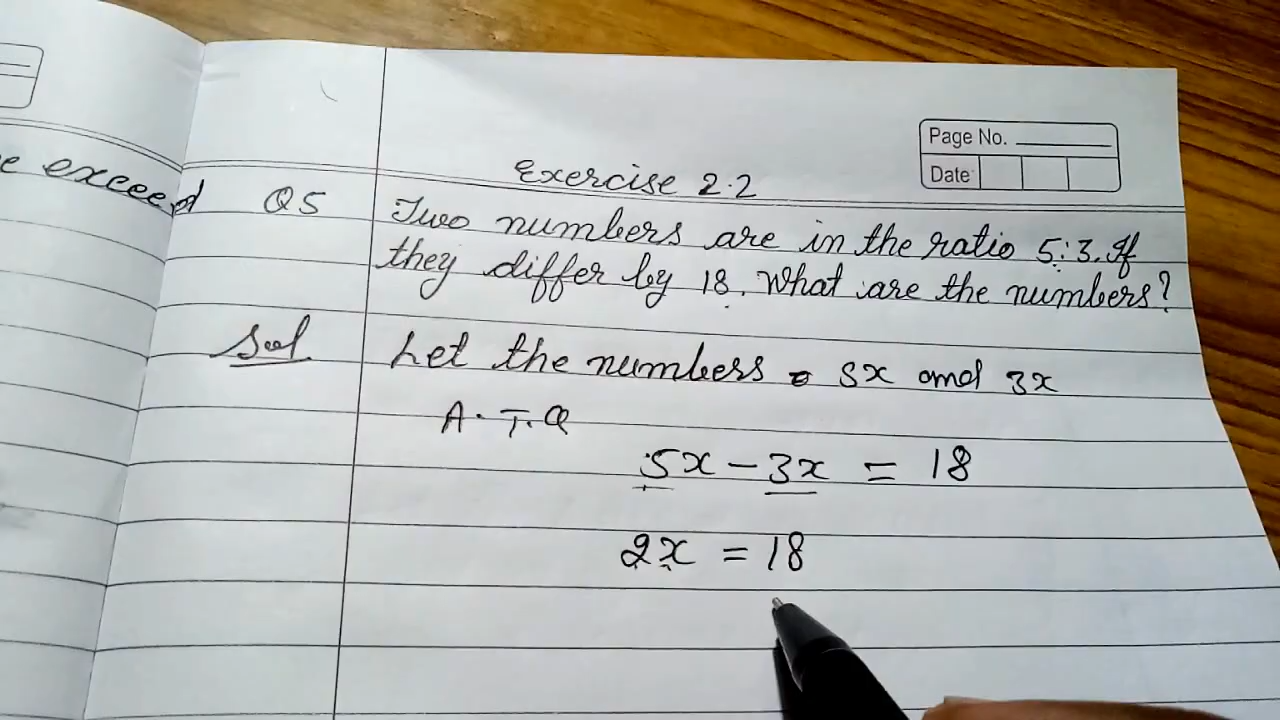 Page No.
Date
Exercise 2.2
e exceed
Q5 Two numbers are in the ratio 5:3. If
they differ by 18. What are the numbers?
Sol Let the numbers 5x and 3x
A.T.Q
5x - 3x = 18
2x = 18